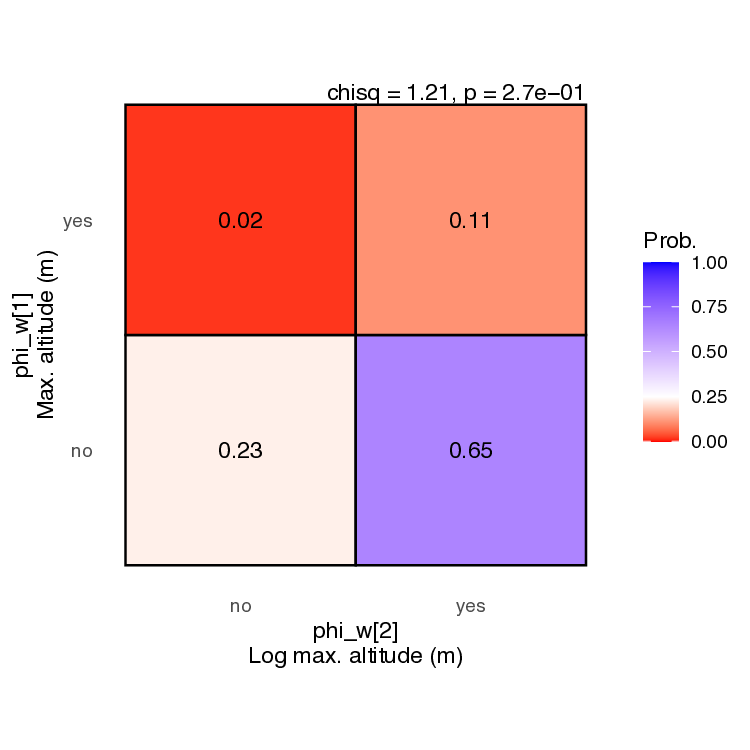 chisq = 1.21, p = 2.7e−01
yes
0.02
0.11
phi_w[1]
Max. altitude (m)
no
0.23
0.65
no
yes
phi_w[2]
Log max. altitude (m)
Prob.
1.00
0.75
0.50
0.25
0.00